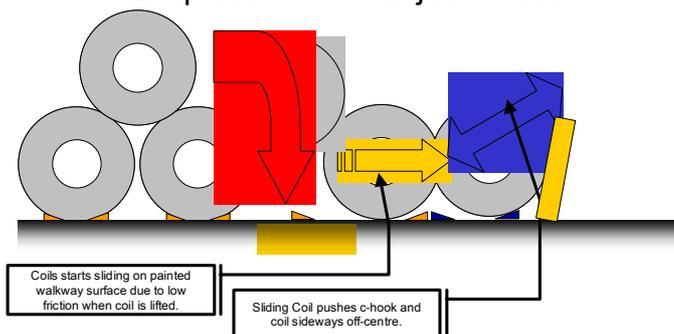 Coils starts sliding on painted
walkway surface due to low
friction when coil is lifted.
Sliding Coil pushes c-hook and
coil sideways off-centre.